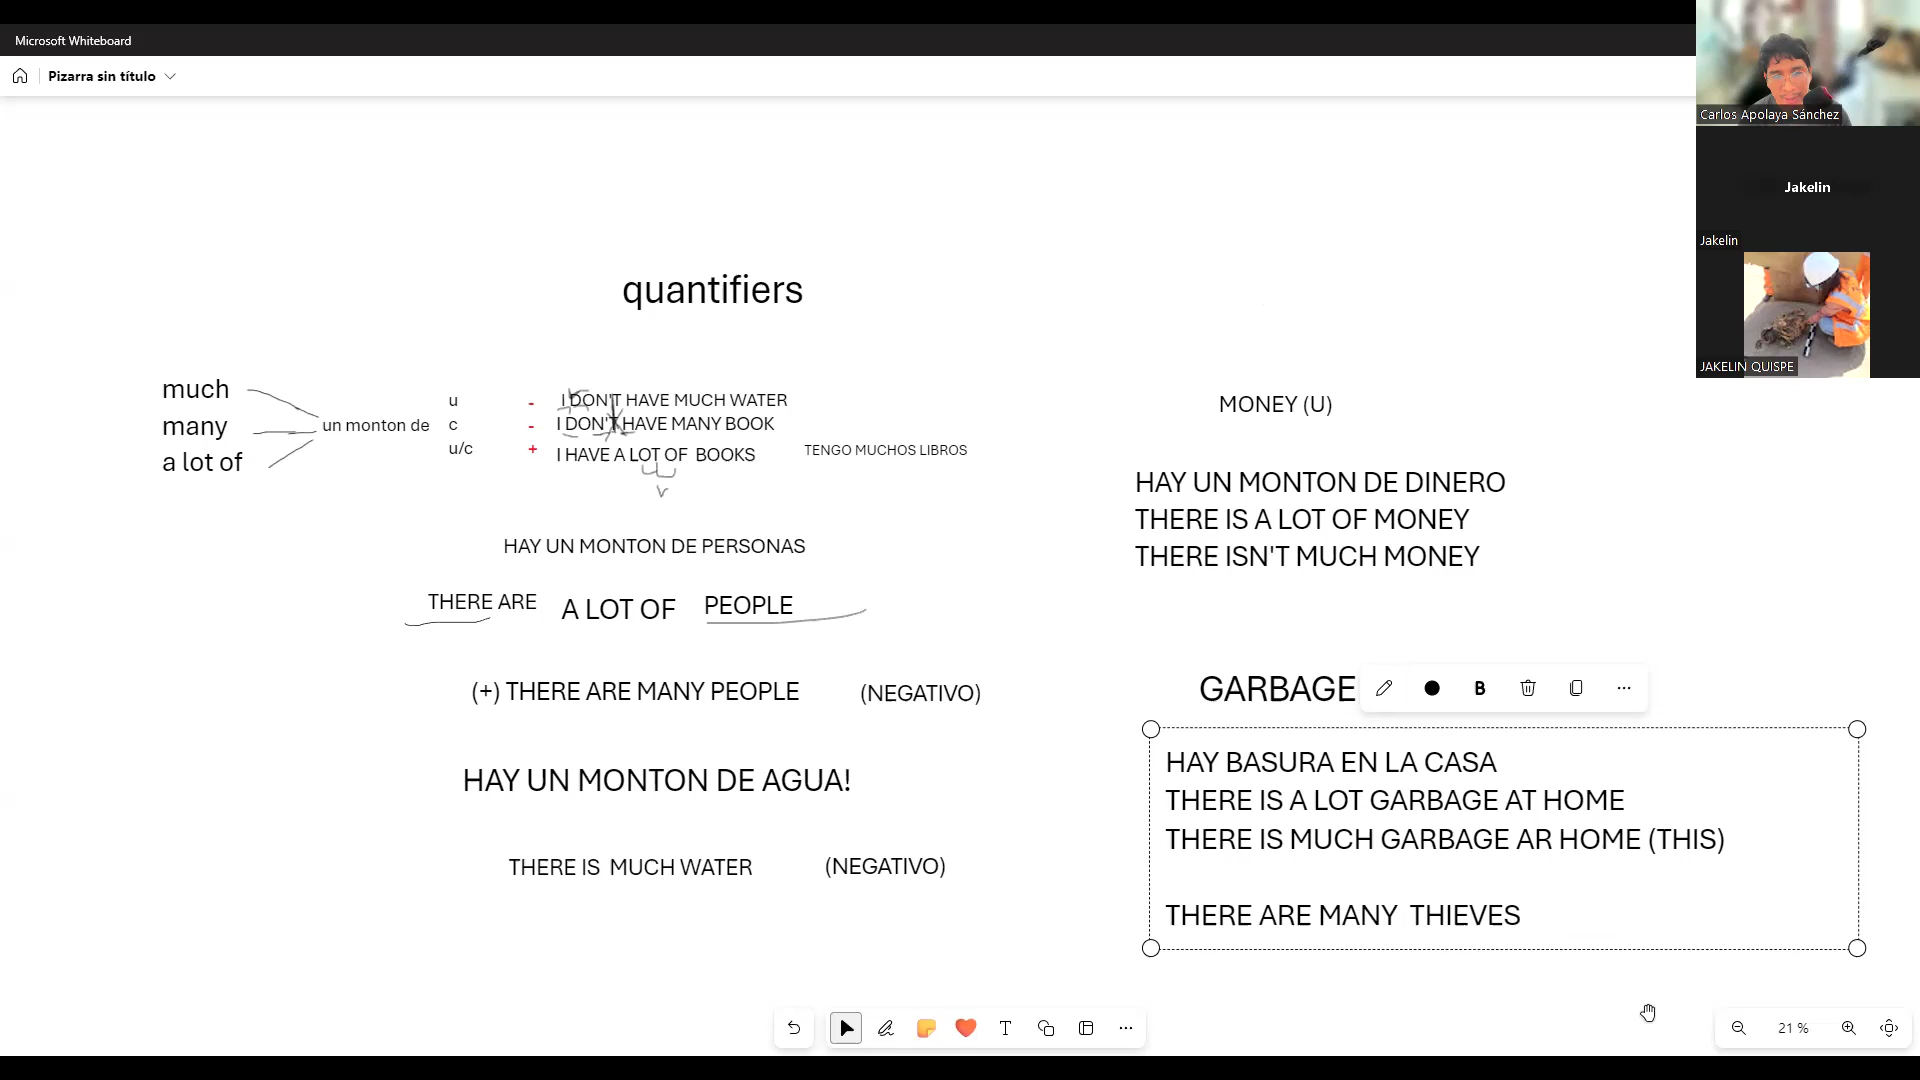 Microsoft Whiteboard
Pizarra sin título
Carlos Apolaya Sánchez
Jakelin
Jakelin
JAKELIN QUISPE
quantifiers
much
many
a lot of
un monton de
u
c
u/c
-
-
+
I DON'T HAVE MUCH WATER
I DON'T HAVE MANY BOOK
I HAVE A LOT OF BOOKS
TENGO MUCHOS LIBROS
HAY UN MONTON DE PERSONAS
THERE ARE A LOT OF PEOPLE
(+) THERE ARE MANY PEOPLE (NEGATIVO)
HAY UN MONTON DE AGUA!
THERE IS MUCH WATER (NEGATIVO)
MONEY (U)
HAY UN MONTON DE DINERO
THERE IS A LOT OF MONEY
THERE ISN'T MUCH MONEY
GARBAGE
B
HAY BASURA EN LA CASA
THERE IS A LOT GARBAGE AT HOME
THERE IS MUCH GARBAGE AR HOME (THIS)
THERE ARE MANY THIEVES
21 %